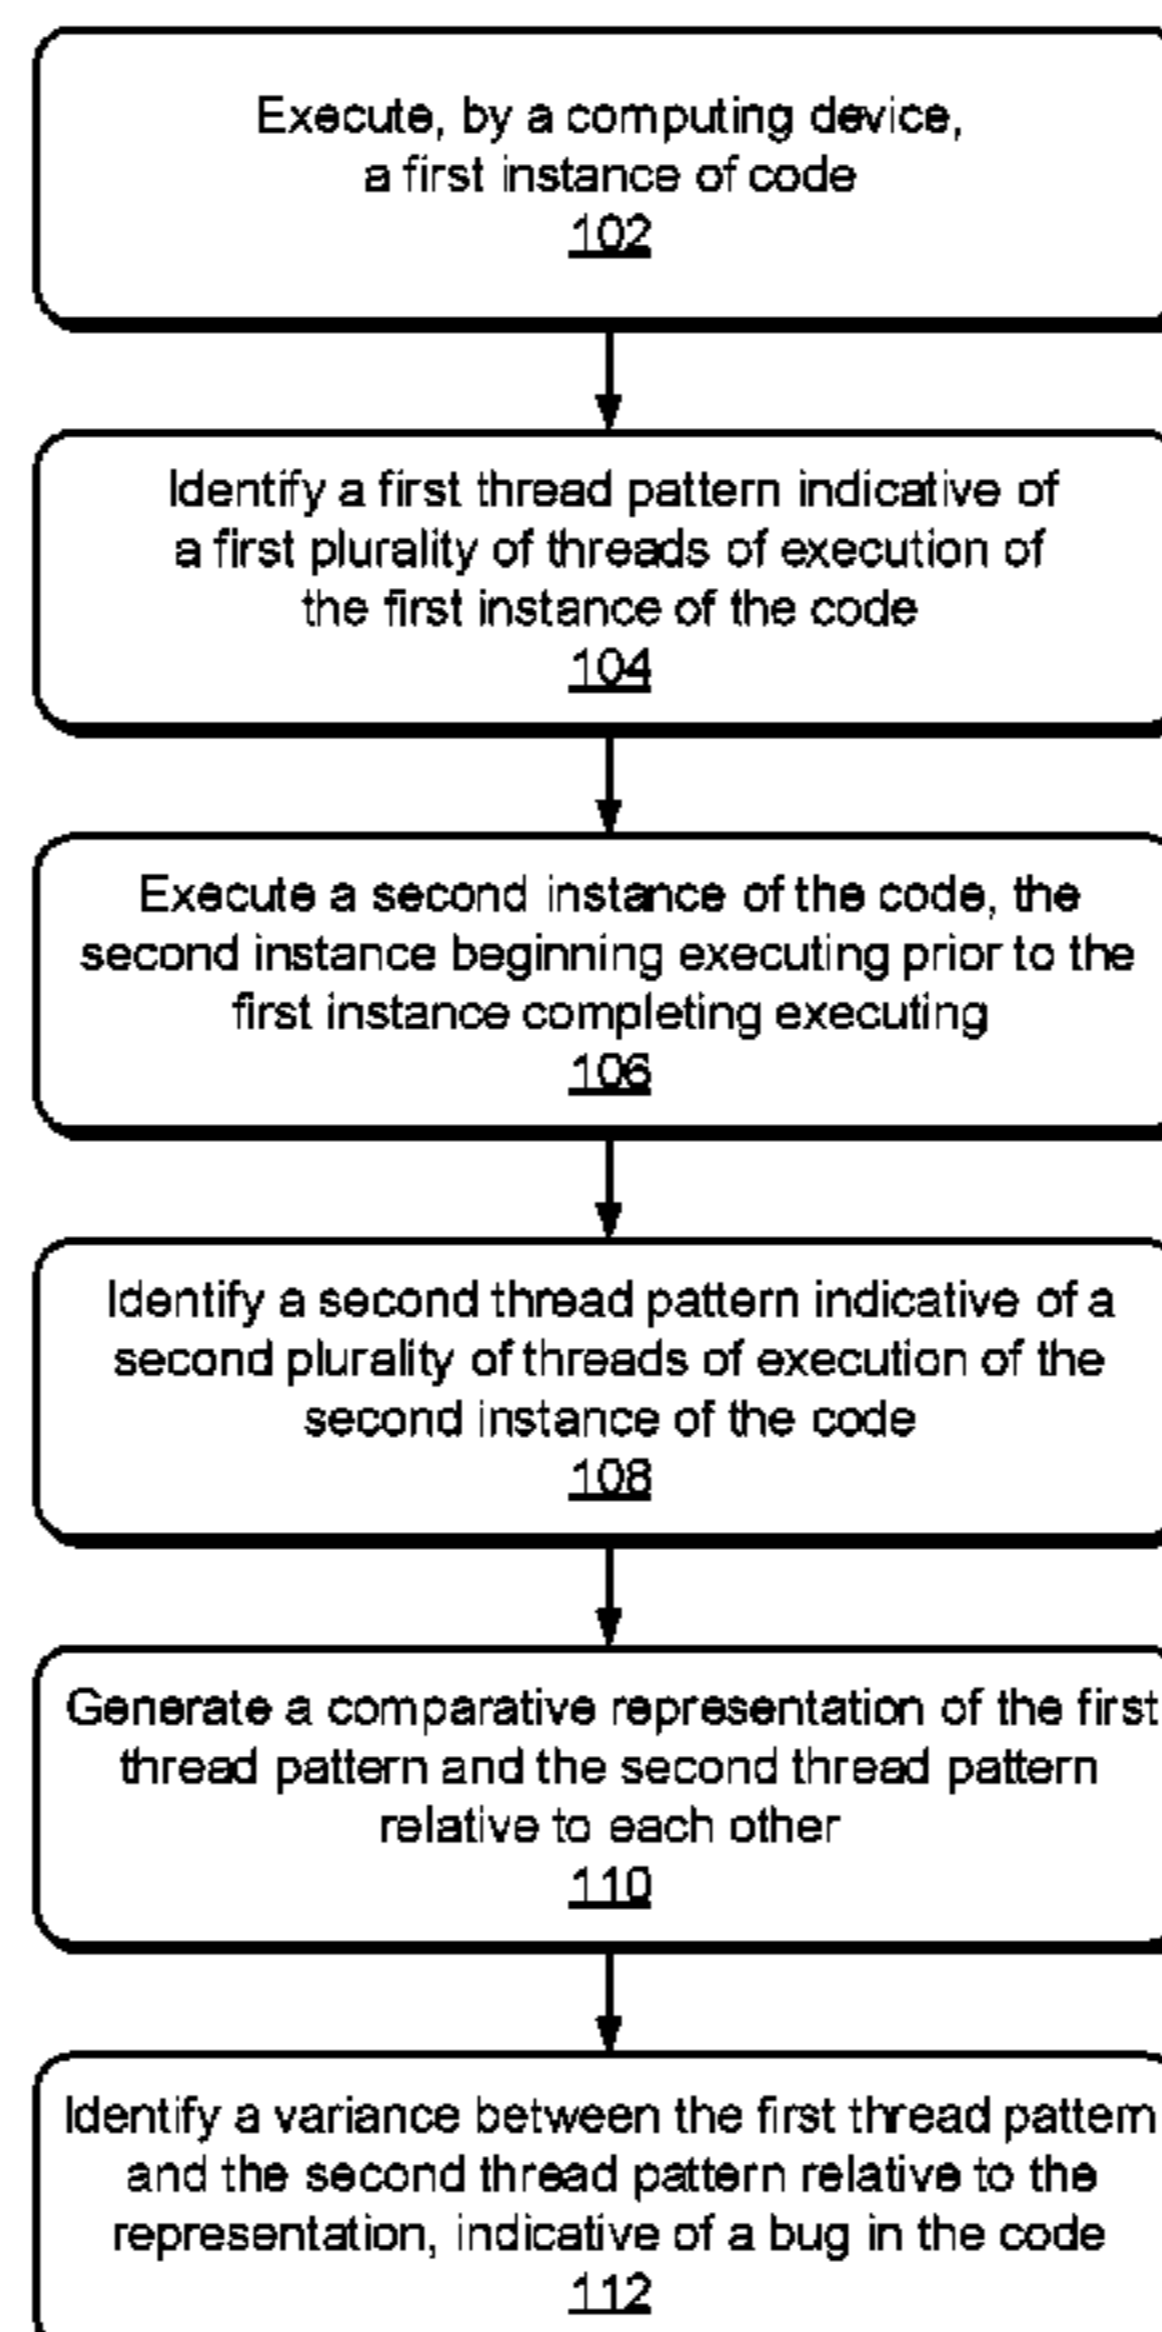 Execute, by a computing device,
a first instance of code
102
Identify a first thread pattern indicative of
a first plurality of threads of execution of
the first instance of the code
104
Execute a second instance of the code, the
second instance beginning executing prior to the
first instance completing executing
106
Identify a second thread pattern indicative of a
second plurality of threads of execution of the
second instance of the code
108
Generate a comparative representation of the first
thread pattern and the second thread pattern
relative to each other
110
Identify a variance between the first thread pattern
and the second thread pattern relative to the
representation, indicative of a bug in the code
112